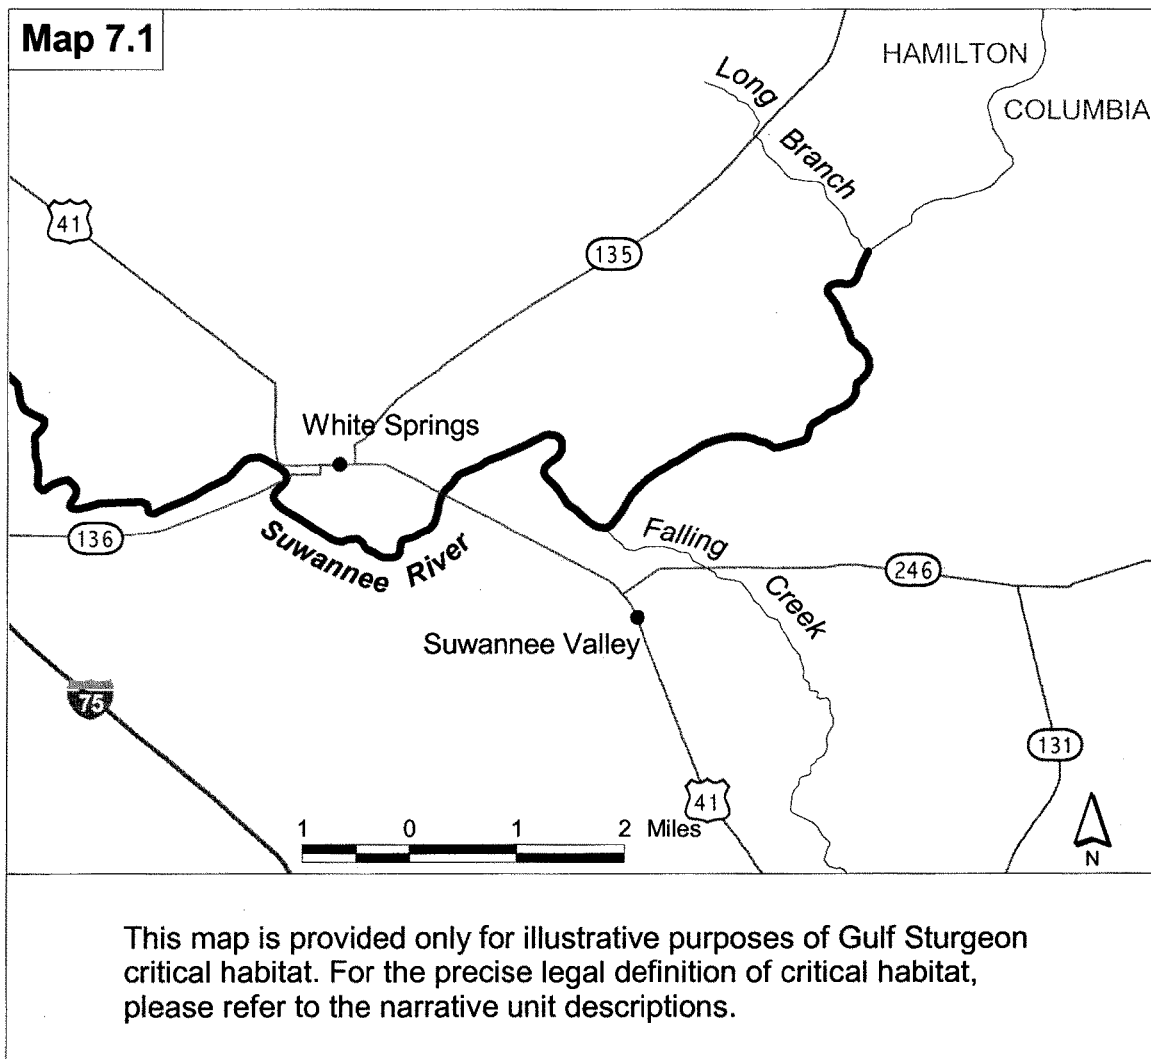 Map 7.1
HAMILTON
COLUMBIA
Long
Branch
41
135
White Springs
136
Suwannee River
Falling
Creek
246
Suwannee Valley
75
131
41
1 0 1 2 Miles
N
This map is provided only for illustrative purposes of Gulf Sturgeon
critical habitat. For the precise legal definition of critical habitat,
please refer to the narrative unit descriptions.